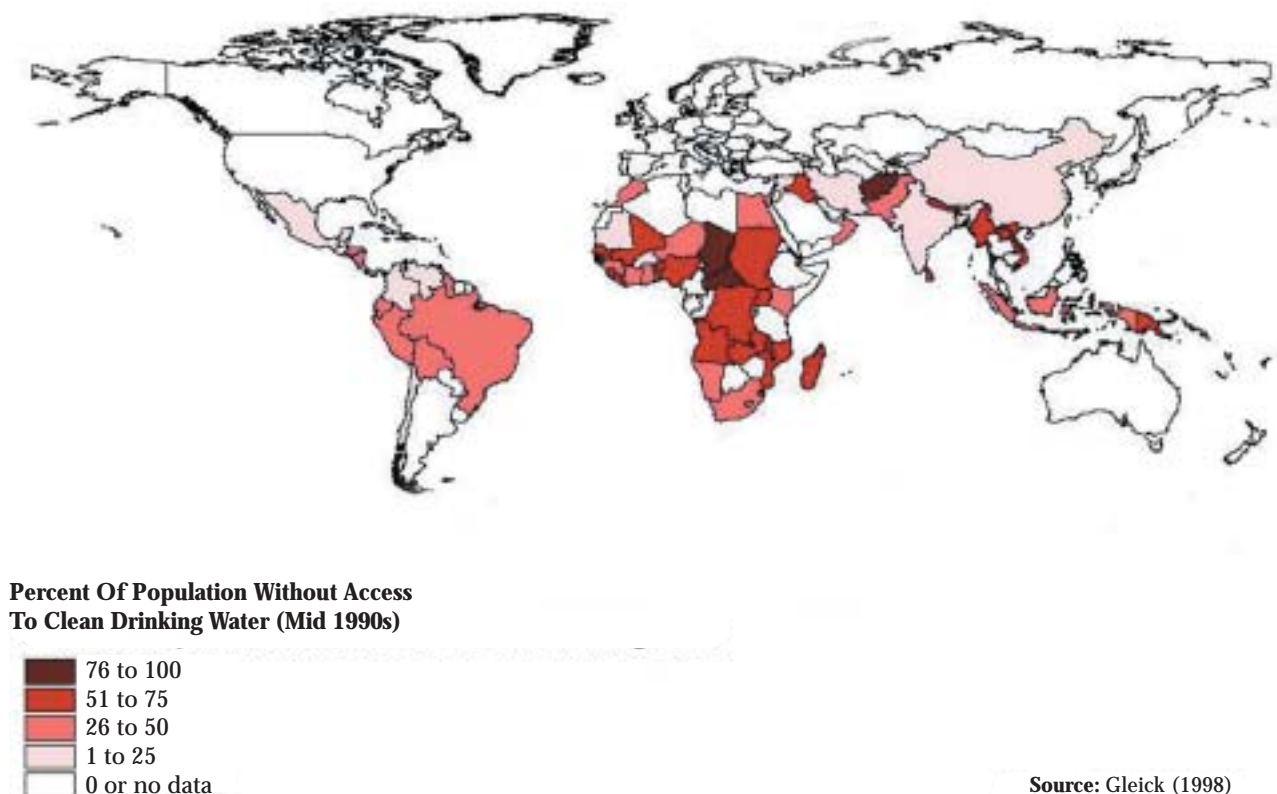 Percent Of Population Without Access
To Clean Drinking Water (Mid 1990s)
76 to 100
51 to 75
26 to 50
1 to 25
0 or no data
Source: Gleick (1998)